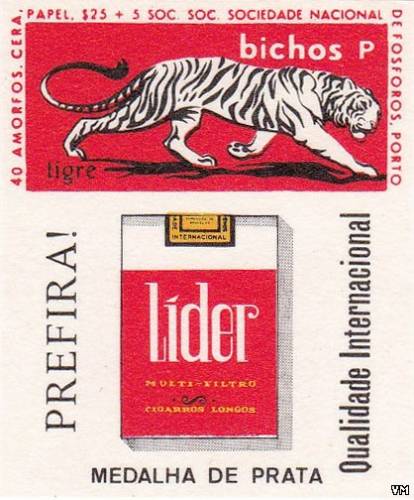 40 AMORFOS, CERA, PAPEL, $25 + 5 SOC. SOC. SOCIEDADE NACIONAL DE FOSFOROS, PORTO
bichos P
tigre
PREFIRA!
INTERNACIONAL
Líder
MULTI-FILTRO
CIGARROS LONGOS
Qualidade Internacional
MEDALHA DE PRATA
YM